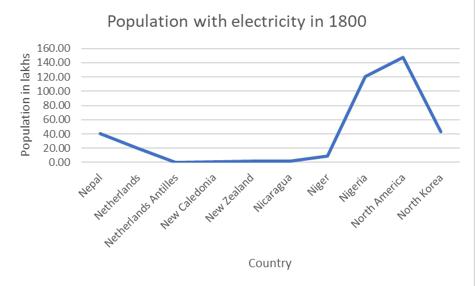 Population with electricity in 1800
Population in lakhs
160.00
140.00
120.00
100.00
80.00
60.00
40.00
20.00
0.00
Nepal
Netherlands
Netherlands Antilles
New Caledonia
New Zealand
Nicaragua
Niger
Nigeria
North America
North Korea
Country